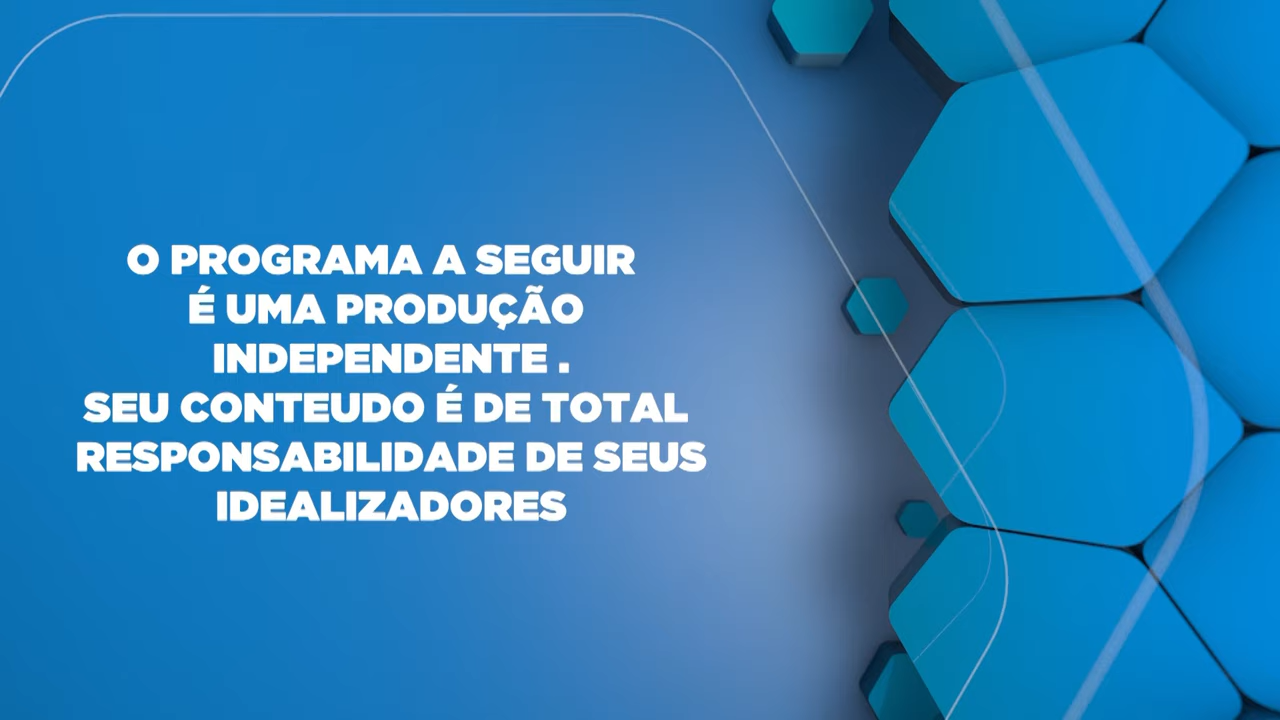 O PROGRAMA A SEGUIR
É UMA PRODUÇÃO
INDEPENDENTE .
SEU CONTEUDO É DE TOTAL
RESPONSABILIDADE DE SEUS
IDEALIZADORES